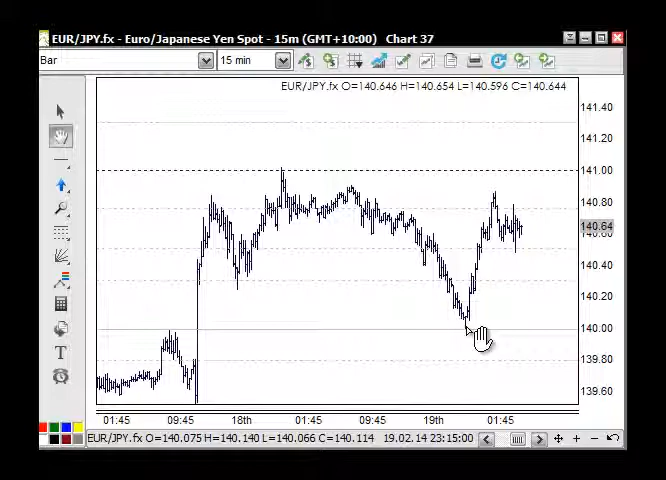 EUR/JPY.fx - Euro/Japanese Yen Spot - 15m (GMT+10:00) Chart 37
Bar 15 min
EUR/JPY.fx O=140.646 H=140.654 L=140.596 C=140.644
141.40
141.20
141.00
140.80
140.64
140.60
140.40
140.20
140.00
139.80
139.60
01:45 09:45 18th 01:45 09:45 19th 01:45
EUR/JPY.fx O=140.075 H=140.140 L=140.066 C=140.114 19.02.14 23:15:00